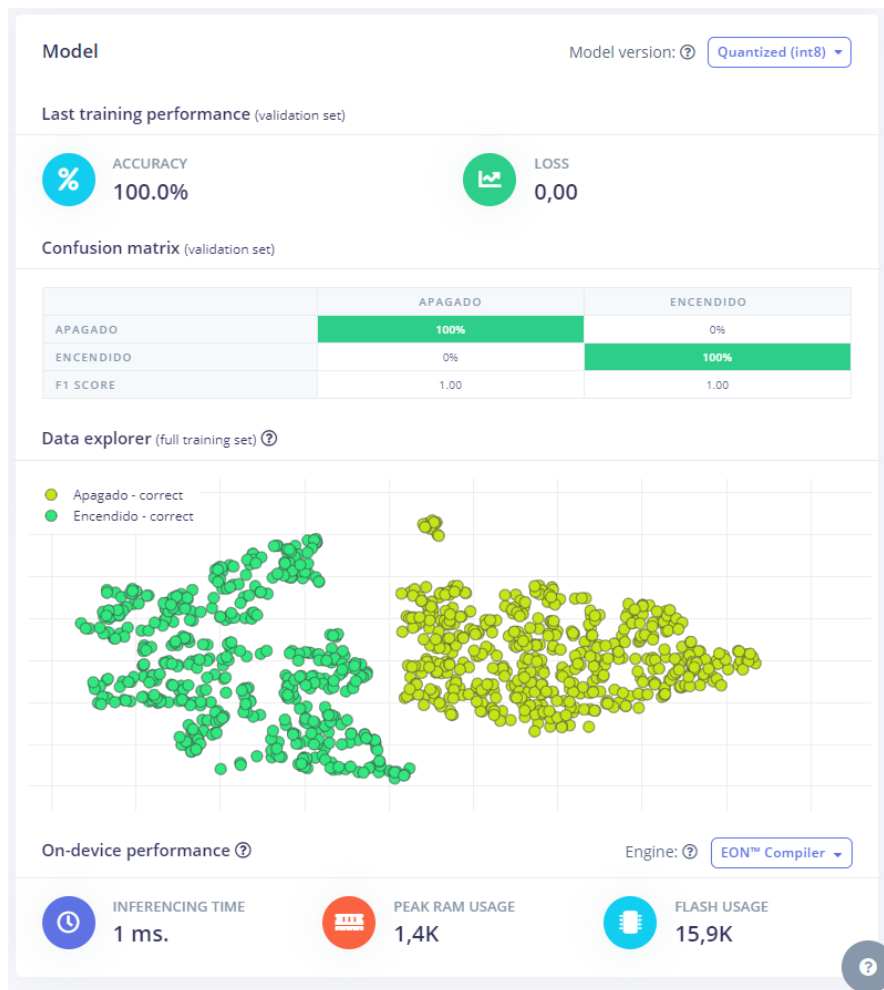 Model
Model version: ? Quantized (int8)
Last training performance (validation set)
% ACCURACY
100.0%
LOSS
0,00
Confusion matrix (validation set)
APAGADO ENCENDIDO
APAGADO 100% 0%
ENCENDIDO 0% 100%
F1 SCORE 1.00 1.00
Data explorer (full training set) ?
Apagado - correct
Encendido - correct
On-device performance ?
Engine: ? EON™ Compiler
INFERENCING TIME
1 ms.
PEAK RAM USAGE
1,4K
FLASH USAGE
15,9K
?